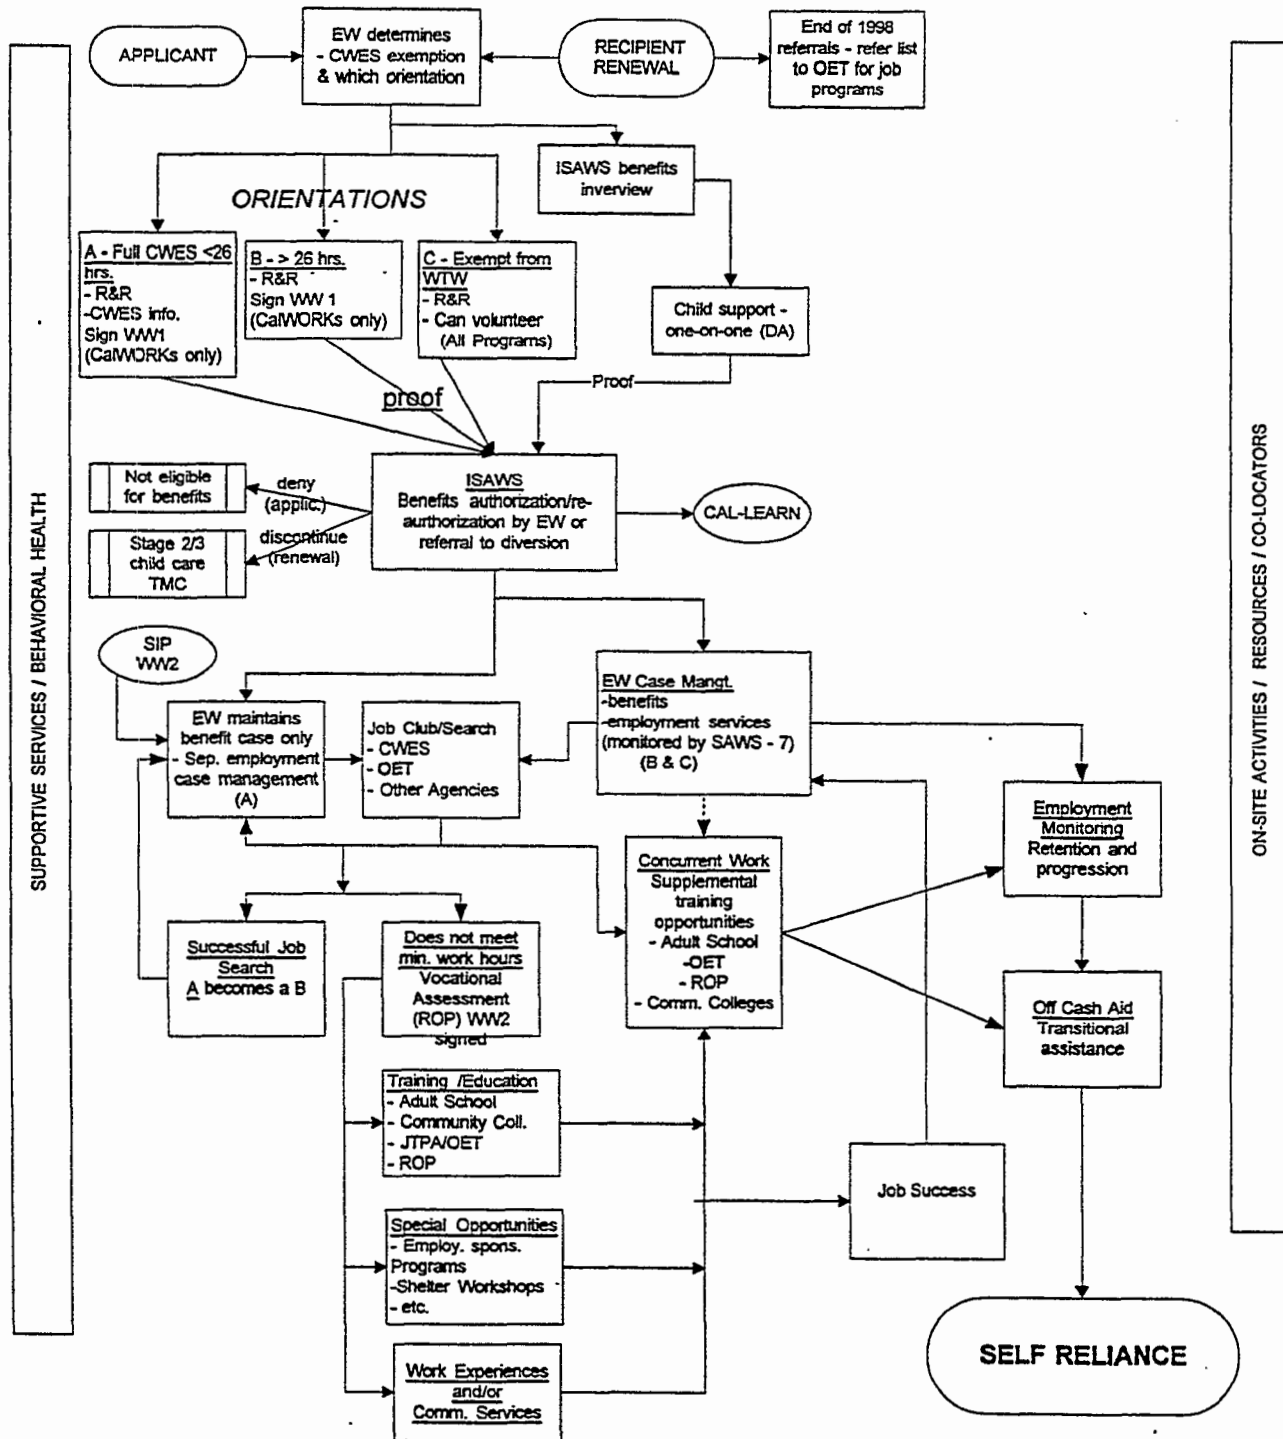 APPLICANT
EW determines
- CWES exemption
& which orientation
RECIPIENT
RENEWAL
End of 1998
referrals - refer list
to OET for job
programs
ISAWS benefits
inverview
ORIENTATIONS
A - Full CWES <26
hrs.
- R&R
-CWES info.
Sign WW1
(CalWORKs only)
B - > 26 hrs.
- R&R
Sign WW 1
(CalWORKs only)
C - Exempt from
WTW
- R&R
- Can volunteer
(All Programs)
Child support -
one-on-one (DA)
Proof
proof
Not eligible
for benefits
deny
(applic.)
ISAWS
Benefits authorization/re-
aurthorization by EW or
referral to diversion
CAL-LEARN
Stage 2/3
child care
TMC
discontinue
(renewal)
SIP
WW2
EW maintains
benefit case only
- Sep. employment
case management
(A)
Job Club/Search
- CWES
- OET
- Other Agencies
EW Case Mangt.
-benefits
-employment services
(monitored by SAWS - 7)
(B & C)
Employment
Monitoring
Retention and
progression
Concurrent Work
Supplemental
training
opportunities
- Adult School
-OET
- ROP
- Comm. Colleges
Successful Job
Search
A becomes a B
Does not meet
min. work hours
Vocational
Assessment
(ROP) WW2
signed
Off Cash Aid
Transitional
assistance
Training /Education
- Adult School
- Community Coll.
- JTPA/OET
- ROP
Job Success
Special Opportunities
- Employ. spons.
Programs
-Shelter Workshops
- etc.
Work Experiences
and/or
Comm. Services
SELF RELIANCE
SUPPORTIVE SERVICES / BEHAVIORAL HEALTH
ON-SITE ACTIVITIES / RESOURCES / CO-LOCATORS